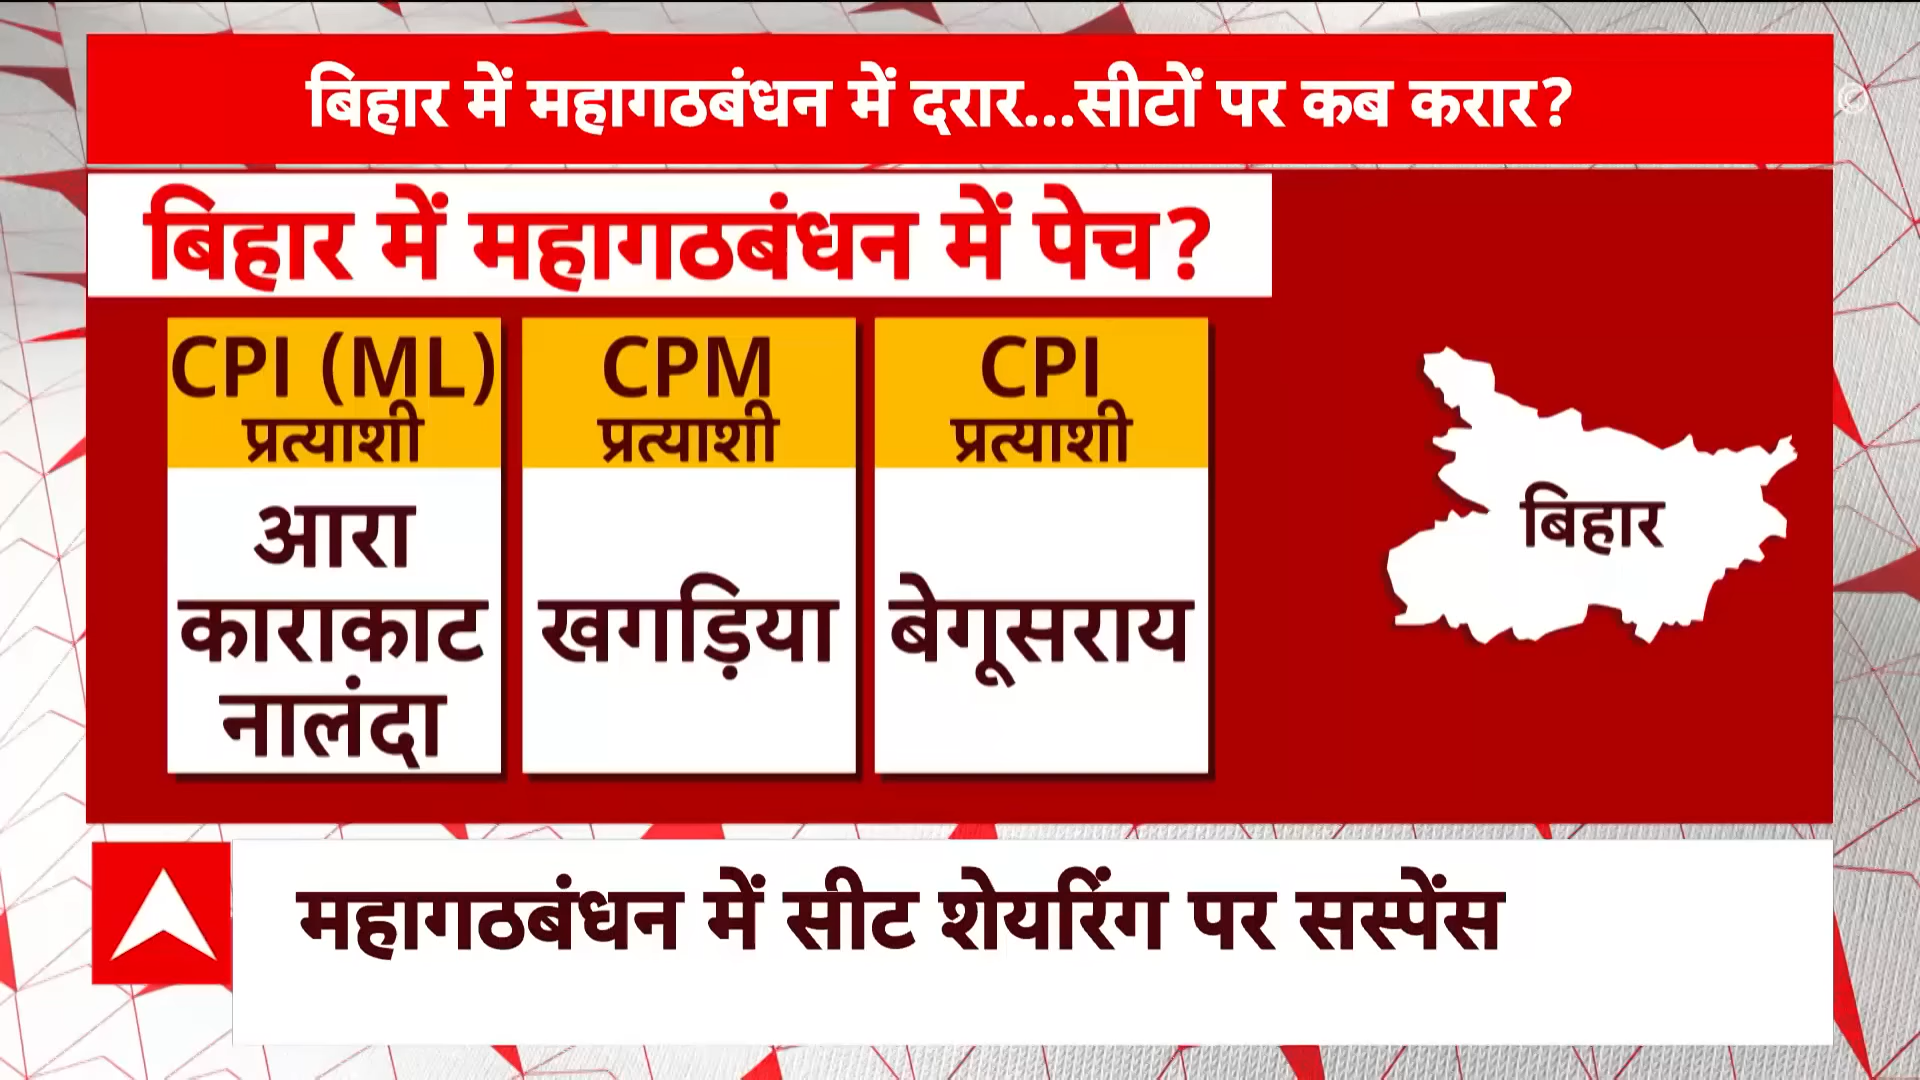 बिहार में महागठबंधन में दरार...सीटों पर कब करार?
बिहार में महागठबंधन में पेच?
CPI (ML)
प्रत्याशी
आरा
काराकाट
नालंदा
CPM
प्रत्याशी
खगड़िया
CPI
प्रत्याशी
बेगूसराय
बिहार
महागठबंधन में सीट शेयरिंग पर सस्पेंस